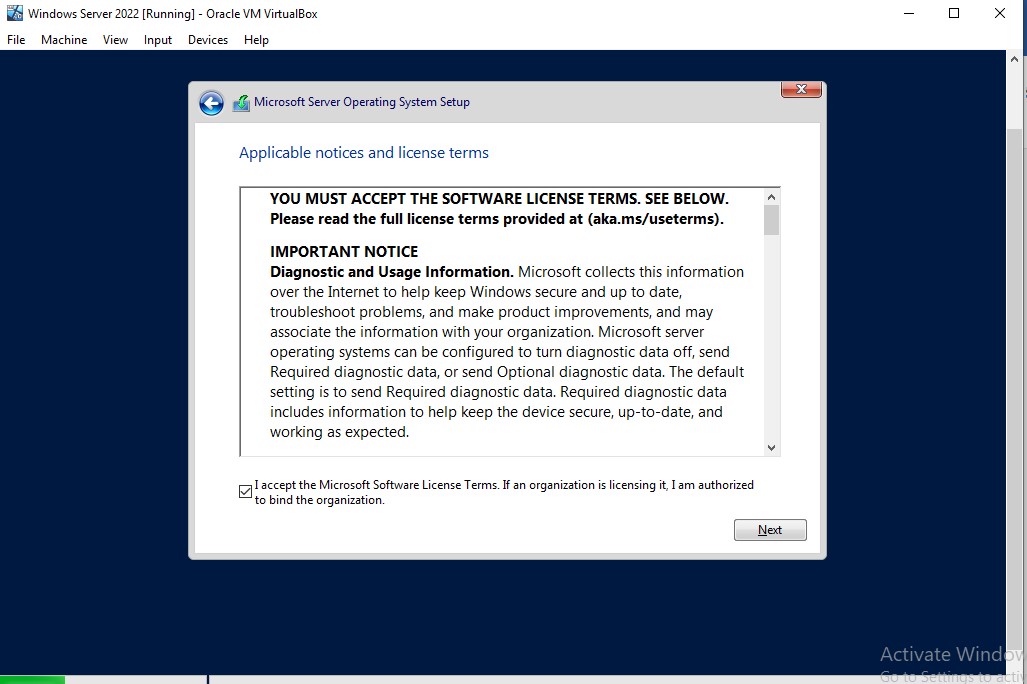 Windows Server 2022 [Running] - Oracle VM VirtualBox
File Machine View Input Devices Help
Microsoft Server Operating System Setup
Applicable notices and license terms
YOU MUST ACCEPT THE SOFTWARE LICENSE TERMS. SEE BELOW.
Please read the full license terms provided at (aka.ms/useterms).
IMPORTANT NOTICE
Diagnostic and Usage Information. Microsoft collects this information
over the Internet to help keep Windows secure and up to date,
troubleshoot problems, and make product improvements, and may
associate the information with your organization. Microsoft server
operating systems can be configured to turn diagnostic data off, send
Required diagnostic data, or send Optional diagnostic data. The default
setting is to send Required diagnostic data. Required diagnostic data
includes information to help keep the device secure, up-to-date, and
working as expected.
I accept the Microsoft Software License Terms. If an organization is licensing it, I am authorized
to bind the organization.
Next
Activate Window
Go to Settings to activ